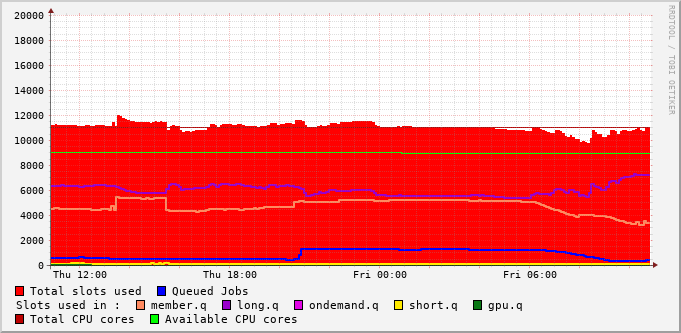 20000
18000
16000
14000
12000
10000
8000
6000
4000
2000
0
Thu 12:00 Thu 18:00 Fri 00:00 Fri 06:00
RRDTOOL / TOBI OETIKER
Total slots used Queued Jobs
Slots used in : member.q long.q ondemand.q short.q gpu.q
Total CPU cores Available CPU cores